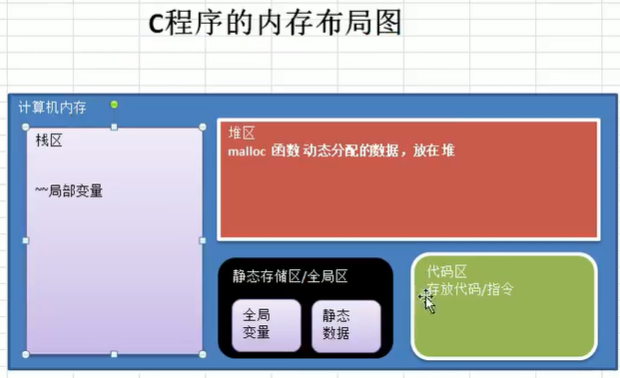 C程序的内存布局图
计算机内存
栈区
~~局部变量
堆区
malloc 函数动态分配的数据，放在堆
静态存储区/全局区
全局
变量
静态
数据
代码区
存放代码/指令